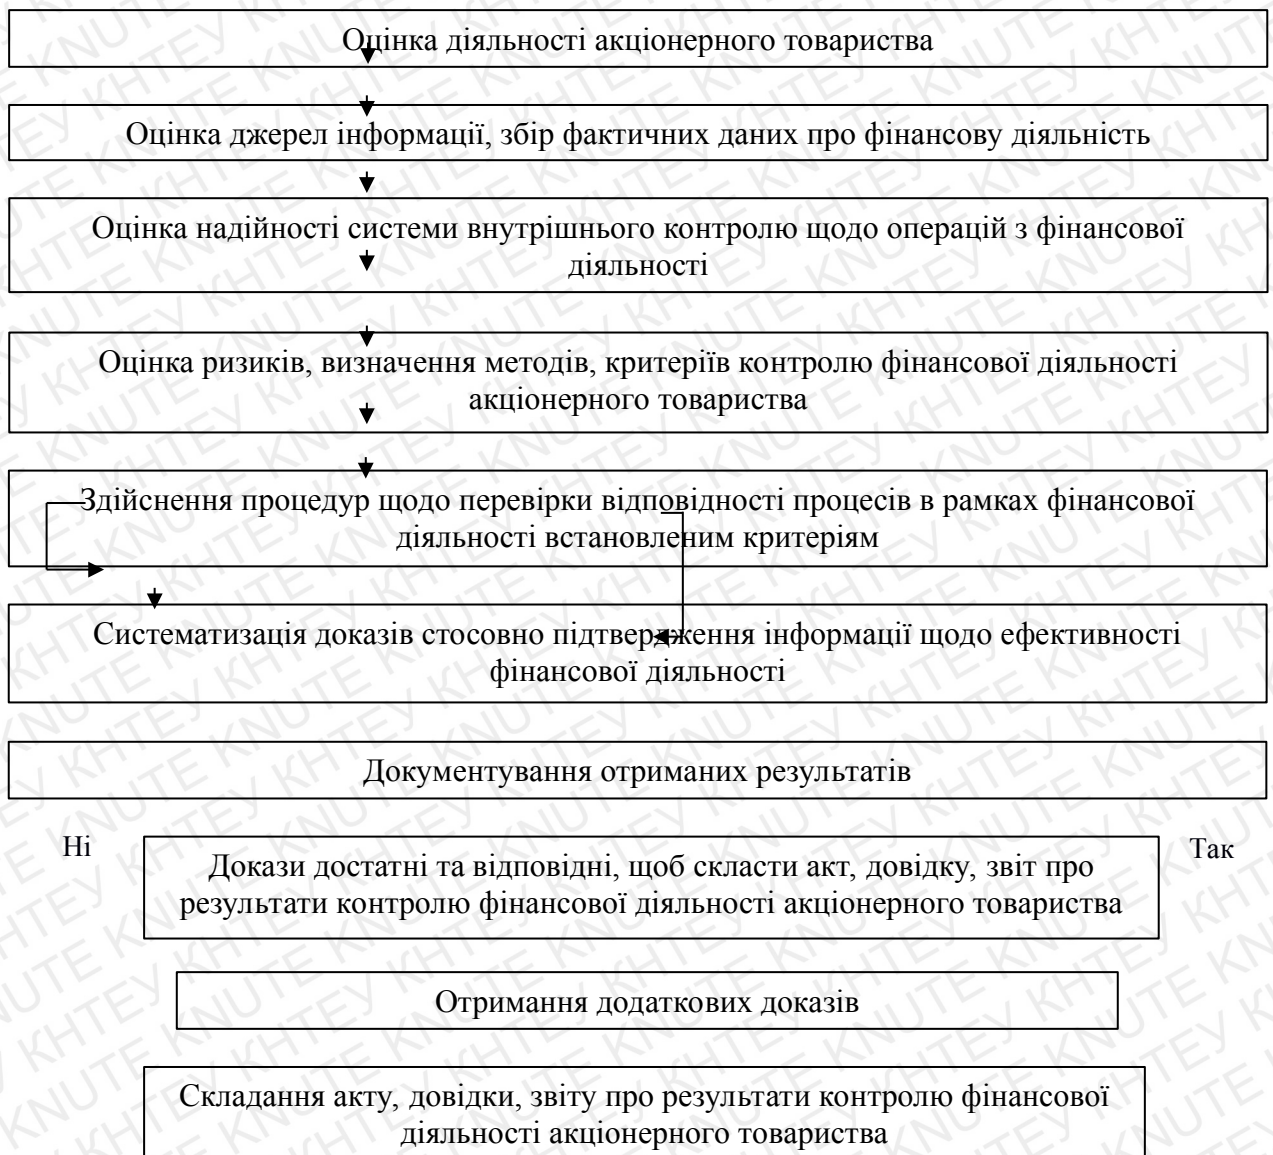 Оцінка діяльності акціонерного товариства
Оцінка джерел інформації, збір фактичних даних про фінансову діяльність
Оцінка надійності системи внутрішнього контролю щодо операцій з фінансової
діяльності
Оцінка ризиків, визначення методів, критеріїв контролю фінансової діяльності
акціонерного товариства
Здійснення процедур щодо перевірки відповідності процесів в рамках фінансової
діяльності встановленим критеріям
Систематизація доказів стосовно підтвердження інформації щодо ефективності
фінансової діяльності
Документування отриманих результатів
Ні
Так
Докази достатні та відповідні, щоб скласти акт, довідку, звіт про
результати контролю фінансової діяльності акціонерного товариства
Отримання додаткових доказів
Складання акту, довідки, звіту про результати контролю фінансової
діяльності акціонерного товариства